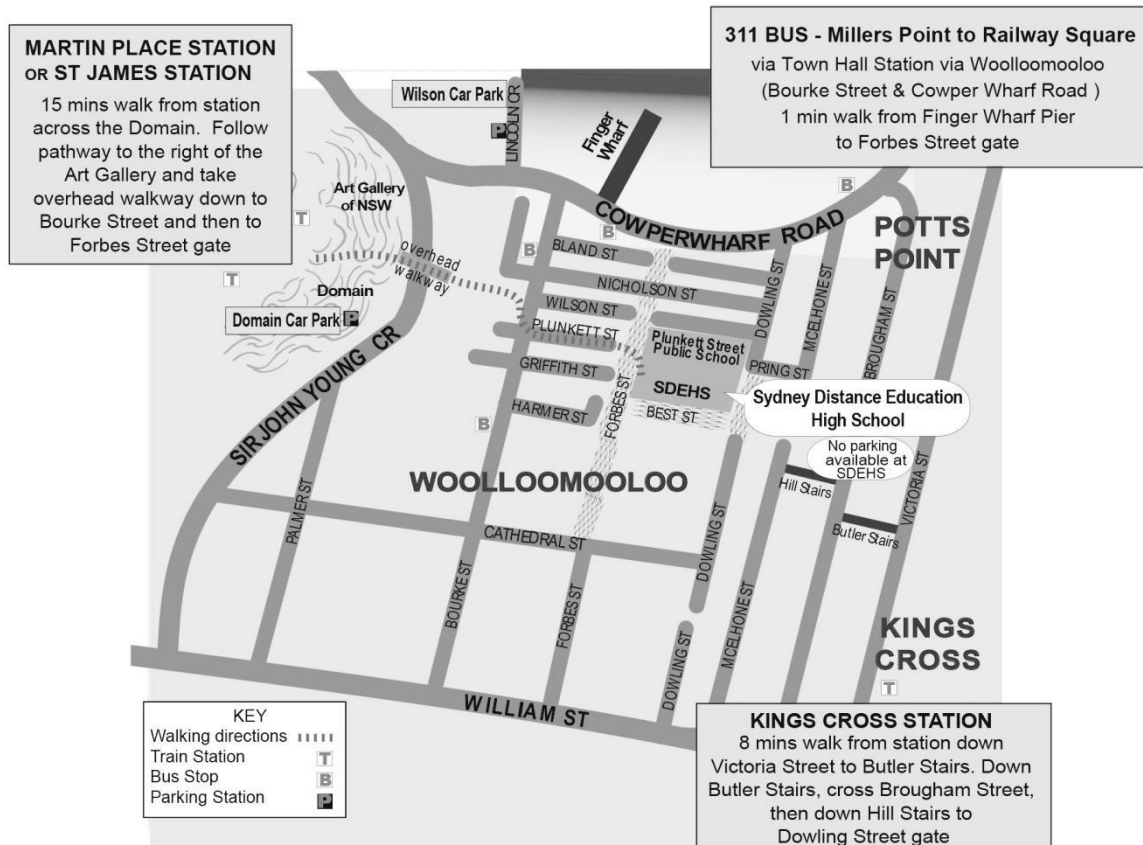 MARTIN PLACE STATION
OR ST JAMES STATION
15 mins walk from station
across the Domain. Follow
pathway to the right of the
Art Gallery and take
overhead walkway down to
Bourke Street and then to
Forbes Street gate
311 BUS - Millers Point to Railway Square
via Town Hall Station via Woolloomooloo
(Bourke Street & Cowper Wharf Road )
1 min walk from Finger Wharf Pier
to Forbes Street gate
Wilson Car Park
P
LINCOLN CR
Finger
Wharf
Art Gallery
of NSW
T
T
overhead
walkway
Domain
Domain Car Park
P
COWPERWHARF ROAD
B
B
B
POTTS
POINT
BLAND ST
NICHOLSON ST
WILSON ST
PLUNKETT ST
GRIFFITH ST
HARMER ST
B
FORBES ST
Plunkett Street
Public School
SDEHS
BEST ST
DOWLING ST
MCELHONE ST
BROUGHAM ST
PRING ST
Sydney Distance Education
High School
No parking
available at
SDEHS
Hill Stairs
Butler Stairs
VICTORIA ST
SIR JOHN YOUNG CR
WOOLLOOMOOLOO
PALMER ST
CATHEDRAL ST
BOURKE ST
FORBES ST
DOWLING ST
DOWLING ST
MCELHONE ST
KINGS
CROSS
T
WILLIAM ST
KEY
Walking directions
Train Station T
Bus Stop B
Parking Station P
KINGS CROSS STATION
8 mins walk from station down
Victoria Street to Butler Stairs. Down
Butler Stairs, cross Brougham Street,
then down Hill Stairs to
Dowling Street gate